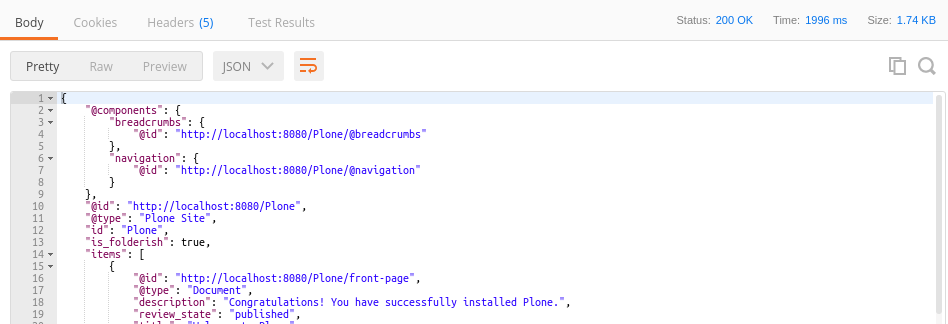 Body Cookies Headers (5) Test Results Status: 200 OK Time: 1996 ms Size: 1.74 KB
Pretty Raw Preview JSON
1 {
2 "@components": {
3 "breadcrumbs": {
4 "@id": "http://localhost:8080/Plone/@breadcrumbs"
5 },
6 "navigation": {
7 "@id": "http://localhost:8080/Plone/@navigation"
8 }
9 },
10 "@id": "http://localhost:8080/Plone",
11 "@type": "Plone Site",
12 "id": "Plone",
13 "is_folderish": true,
14 "items": [
15 {
16 "@id": "http://localhost:8080/Plone/front-page",
17 "@type": "Document",
18 "description": "Congratulations! You have successfully installed Plone.",
19 "review_state": "published",